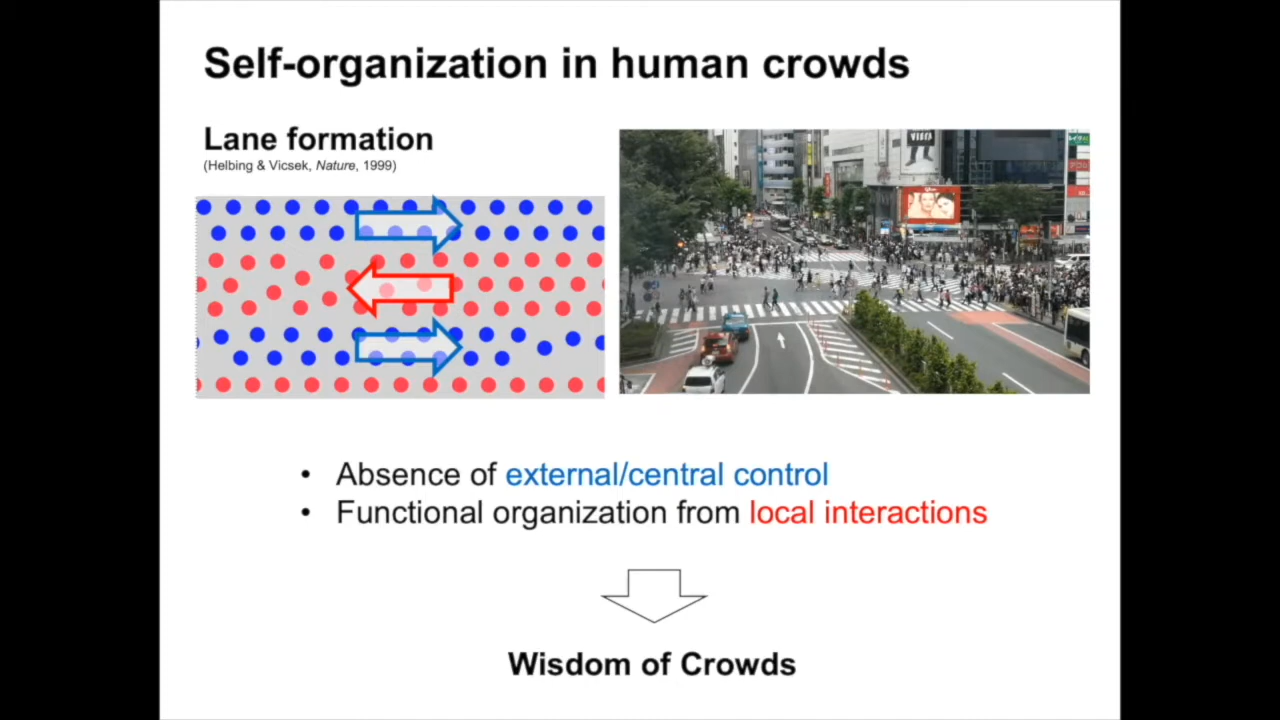 Self-organization in human crowds
Lane formation
(Helbing & Vicsek, Nature, 1999)
• Absence of external/central control
• Functional organization from local interactions
Wisdom of Crowds